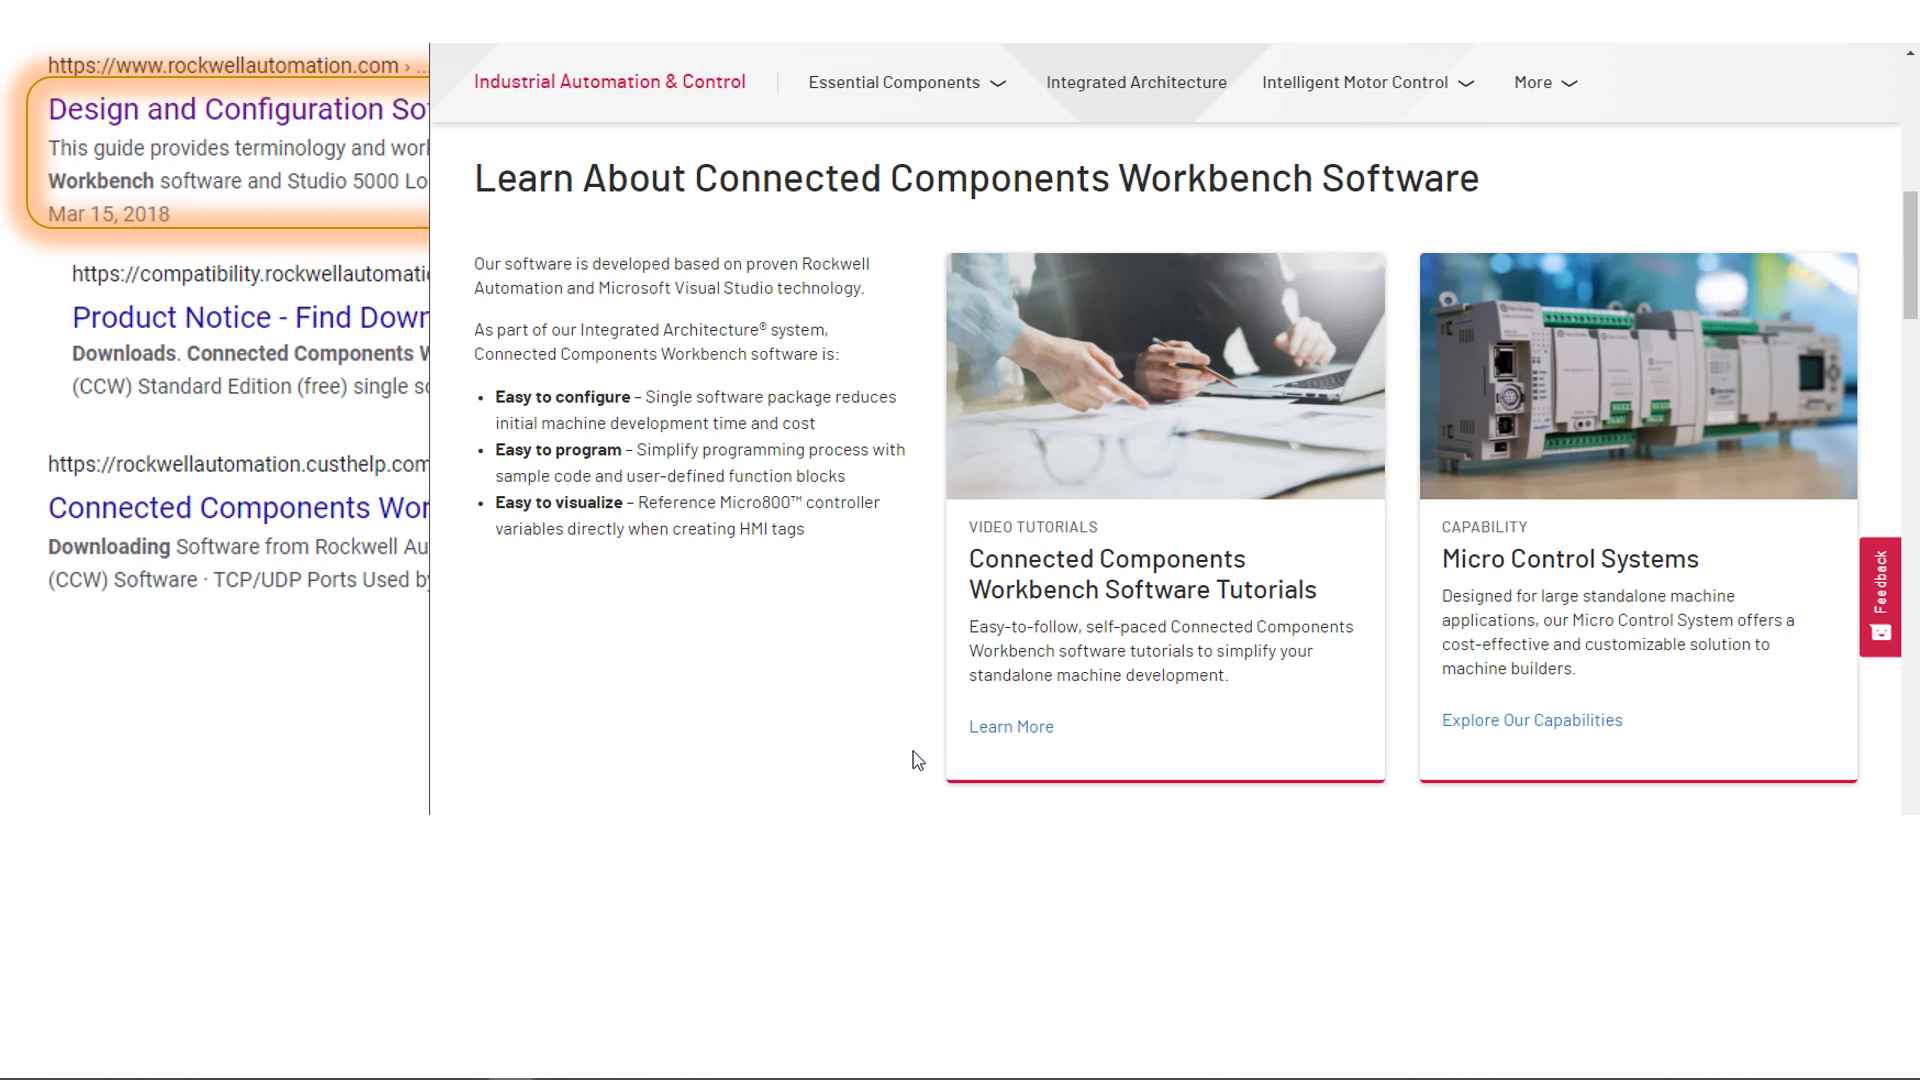 https://www.rockwellautomation.com › ...
Design and Configuration So
This guide provides terminology and worl
Workbench software and Studio 5000 Lo
Mar 15, 2018
https://compatibility.rockwellautomati
Product Notice - Find Down
Downloads. Connected Components W
(CCW) Standard Edition (free) single so
https://rockwellautomation.custhelp.com
Connected Components Wor
Downloading Software from Rockwell Au
(CCW) Software · TCP/UDP Ports Used by
Industrial Automation & Control
Essential Components
Integrated Architecture
Intelligent Motor Control
More
Learn About Connected Components Workbench Software
Our software is developed based on proven Rockwell
Automation and Microsoft Visual Studio technology.
As part of our Integrated Architecture® system,
Connected Components Workbench software is:
• Easy to configure – Single software package reduces
initial machine development time and cost
• Easy to program – Simplify programming process with
sample code and user-defined function blocks
• Easy to visualize – Reference Micro800™ controller
variables directly when creating HMI tags
VIDEO TUTORIALS
Connected Components
Workbench Software Tutorials
Easy-to-follow, self-paced Connected Components
Workbench software tutorials to simplify your
standalone machine development.
Learn More
CAPABILITY
Micro Control Systems
Designed for large standalone machine
applications, our Micro Control System offers a
cost-effective and customizable solution to
machine builders.
Explore Our Capabilities
Feedback